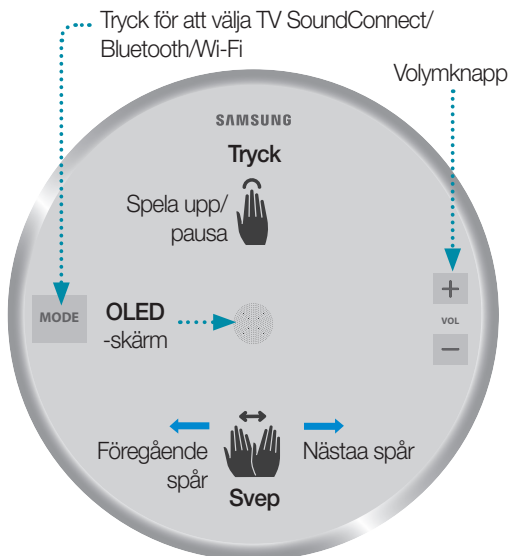 Tryck för att välja TV SoundConnect/
Bluetooth/Wi-Fi
Volymknapp
SAMSUNG
Tryck
Spela upp/
pausa
+
MODE
OLED
-skärm
VOL
−
Föregående
spår
Nästaa spår
Svep